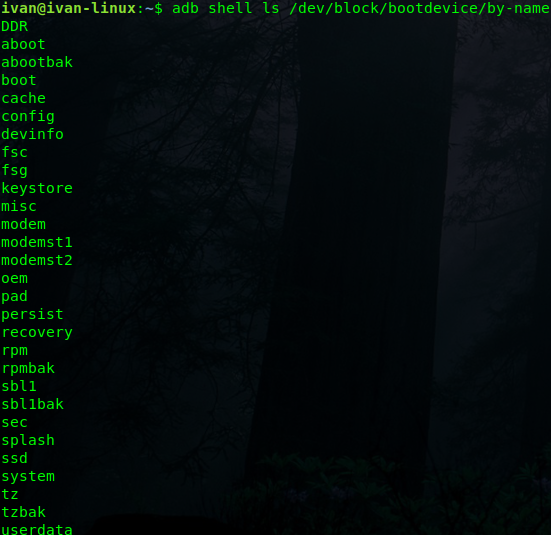 ivan@ivan-linux:~$ adb shell ls /dev/block/bootdevice/by-name
DDR
aboot
abootbak
boot
cache
config
devinfo
fsc
fsg
keystore
misc
modem
modemst1
modemst2
oem
pad
persist
recovery
rpm
rpmbak
sbl1
sbl1bak
sec
splash
ssd
system
tz
tzbak
userdata